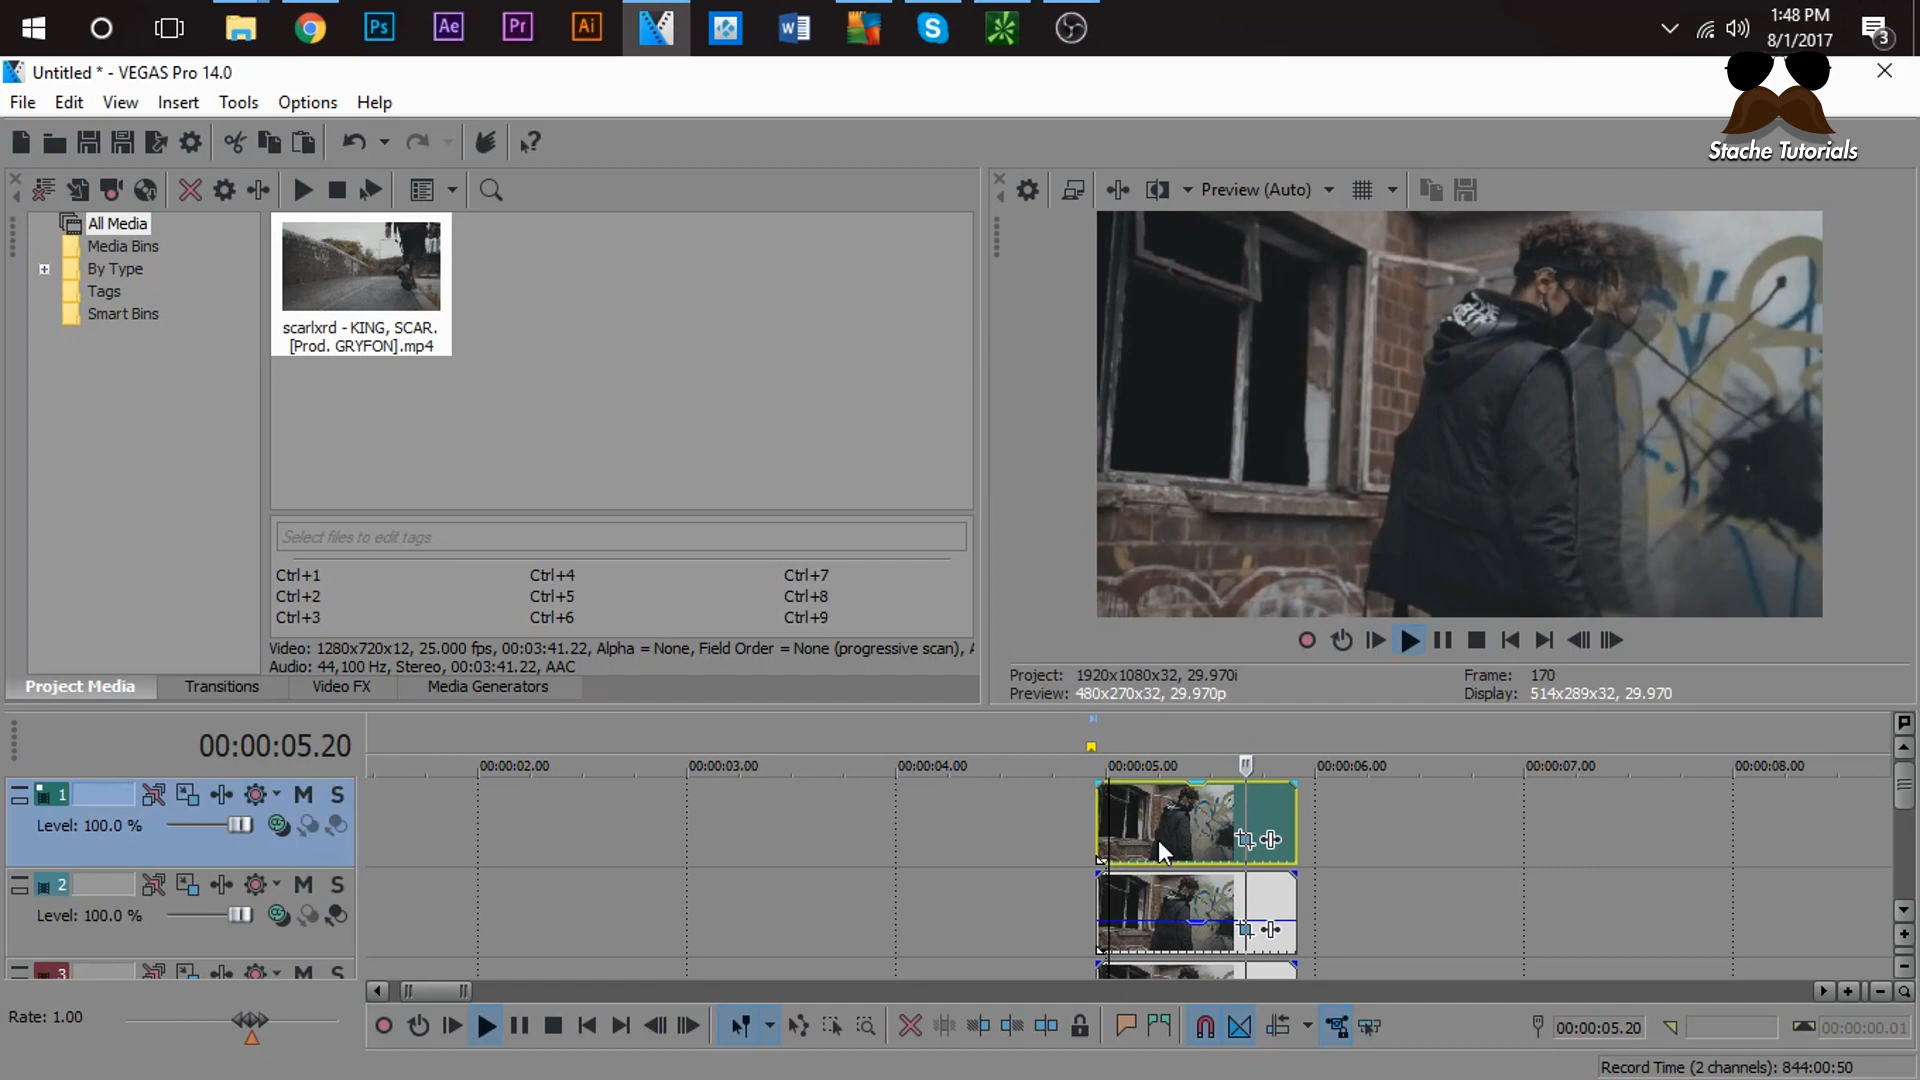 Ps
Ae
Pr
Ai
1:48 PM
8/1/2017
3
Untitled * - VEGAS Pro 14.0
File Edit View Insert Tools Options Help
Stache Tutorials
Preview (Auto)
All Media
Media Bins
By Type
Tags
Smart Bins
scarlxrd - KING, SCAR.
[Prod. GRYFON].mp4
Select files to edit tags
Ctrl+1 Ctrl+4 Ctrl+7
Ctrl+2 Ctrl+5 Ctrl+8
Ctrl+3 Ctrl+6 Ctrl+9
Video: 1280x720x12, 25.000 fps, 00:03:41.22, Alpha = None, Field Order = None (progressive scan), A
Audio: 44,100 Hz, Stereo, 00:03:41.22, AAC
Project Media Transitions Video FX Media Generators
Project: 1920x1080x32, 29.970i Frame: 170
Preview: 480x270x32, 29.970p Display: 514x289x32, 29.970
00:00:05.20
00:00:02.00 00:00:03.00 00:00:04.00 00:00:05.00 00:00:06.00 00:00:07.00 00:00:08.00
1 M S
Level: 100.0 %
2 M S
Level: 100.0 %
3 M S
Rate: 1.00
00:00:05.20 00:00:00.01
Record Time (2 channels): 844:00:50